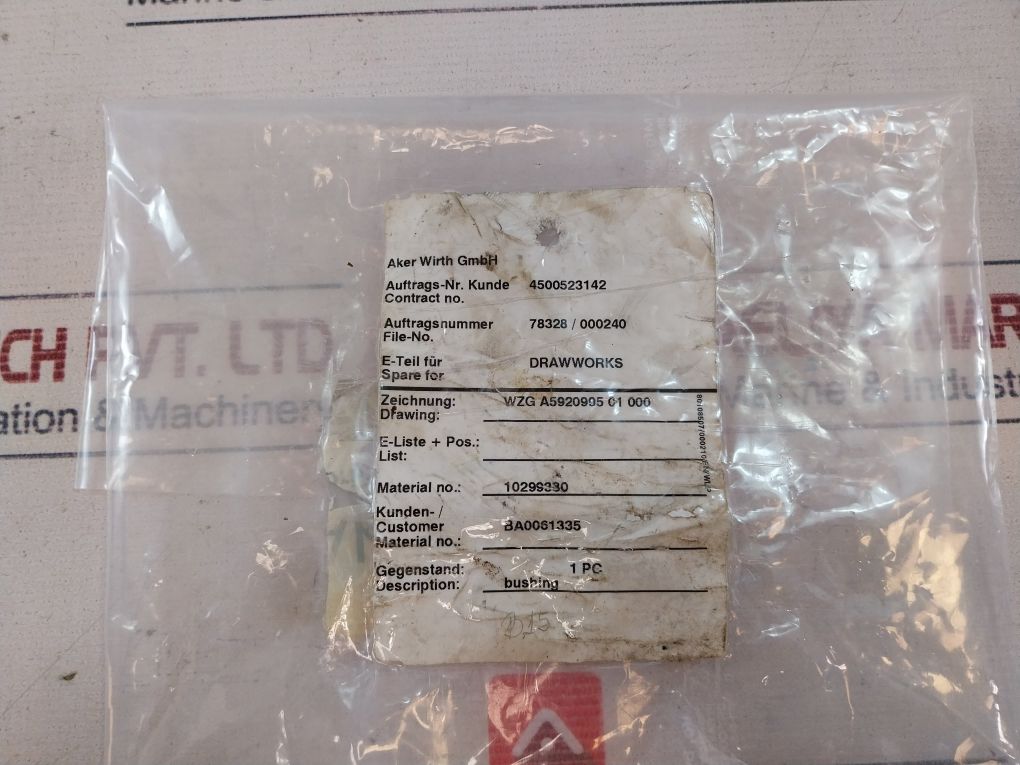 Aker Wirth GmbH
Auftrags-Nr. Kunde 4500523142
Contract no.
Auftragsnummer 78328 / 000240
File-No.
E-Teil für DRAWWORKS
Spare for
Zeichnung: WZG A5920995 01 000
Drawing:
E-Liste + Pos.:
List:
Material no.: 10299330
Kunden- /
Customer BA0061335
Material no.:
Gegenstand: 1 PC
Description: bushing
CH PVT. LTD
ation & Machinery
MAR
& Industr